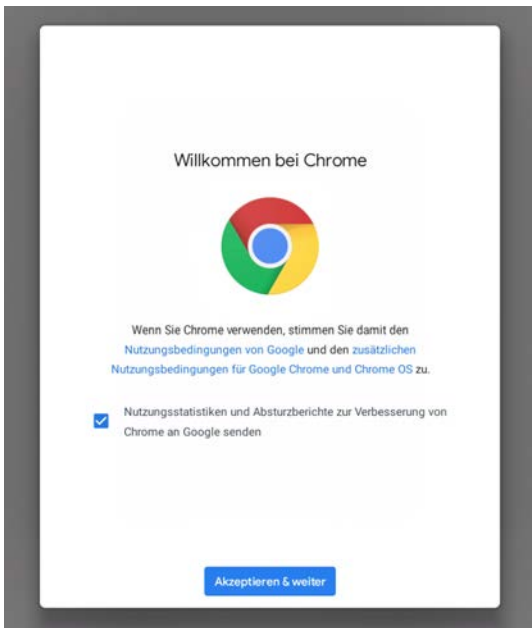 Willkommen bei Chrome
Wenn Sie Chrome verwenden, stimmen Sie damit den
Nutzungsbedingungen von Google und den zusätzlichen
Nutzungsbedingungen für Google Chrome und Chrome OS zu.
Nutzungsstatistiken und Absturzberichte zur Verbesserung von
Chrome an Google senden
Akzeptieren & weiter